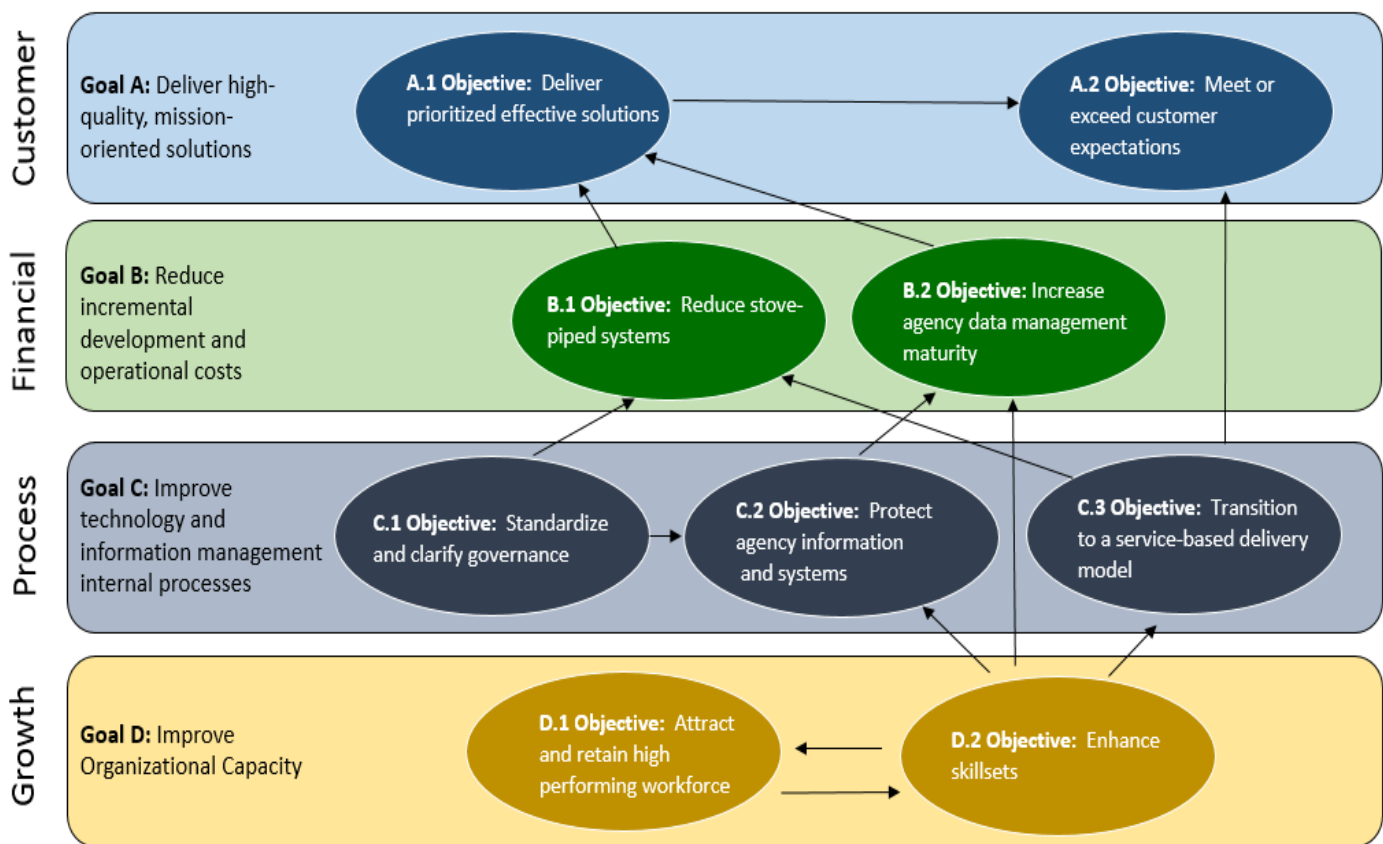 Customer
Goal A: Deliver high-
quality, mission-
oriented solutions
A.1 Objective: Deliver
prioritized effective solutions
A.2 Objective: Meet or
exceed customer
expectations
Financial
Goal B: Reduce
incremental
development and
operational costs
B.1 Objective: Reduce stove-
piped systems
B.2 Objective: Increase
agency data management
maturity
Process
Goal C: Improve
technology and
information management
internal processes
C.1 Objective: Standardize
and clarify governance
C.2 Objective: Protect
agency information
and systems
C.3 Objective: Transition
to a service-based delivery
model
Growth
Goal D: Improve
Organizational Capacity
D.1 Objective: Attract
and retain high
performing workforce
D.2 Objective: Enhance
skillsets